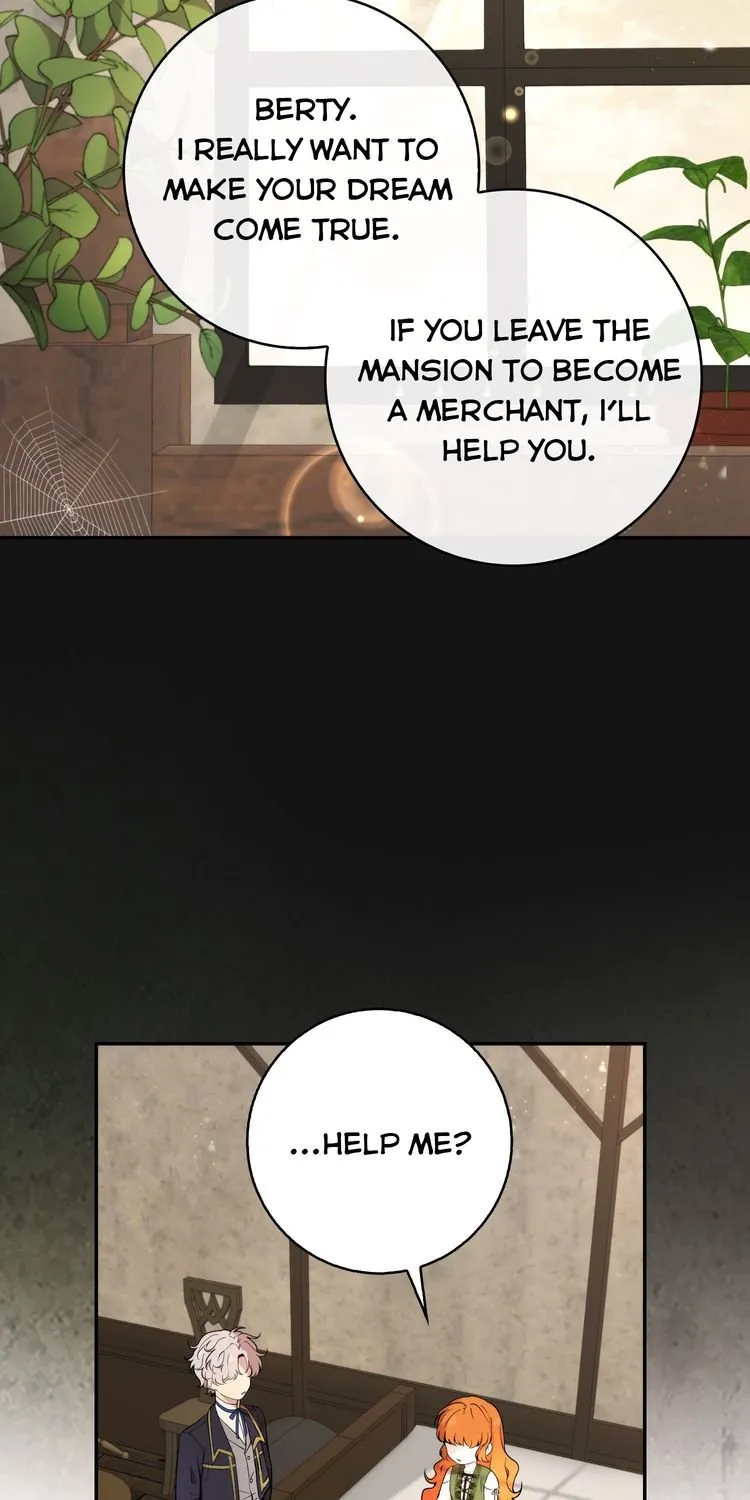 BERTY.
I REALLY WANT TO
MAKE YOUR DREAM
COME TRUE.
IF YOU LEAVE THE
MANSION TO BECOME
A MERCHANT, I'LL
HELP YOU.
...HELP ME?